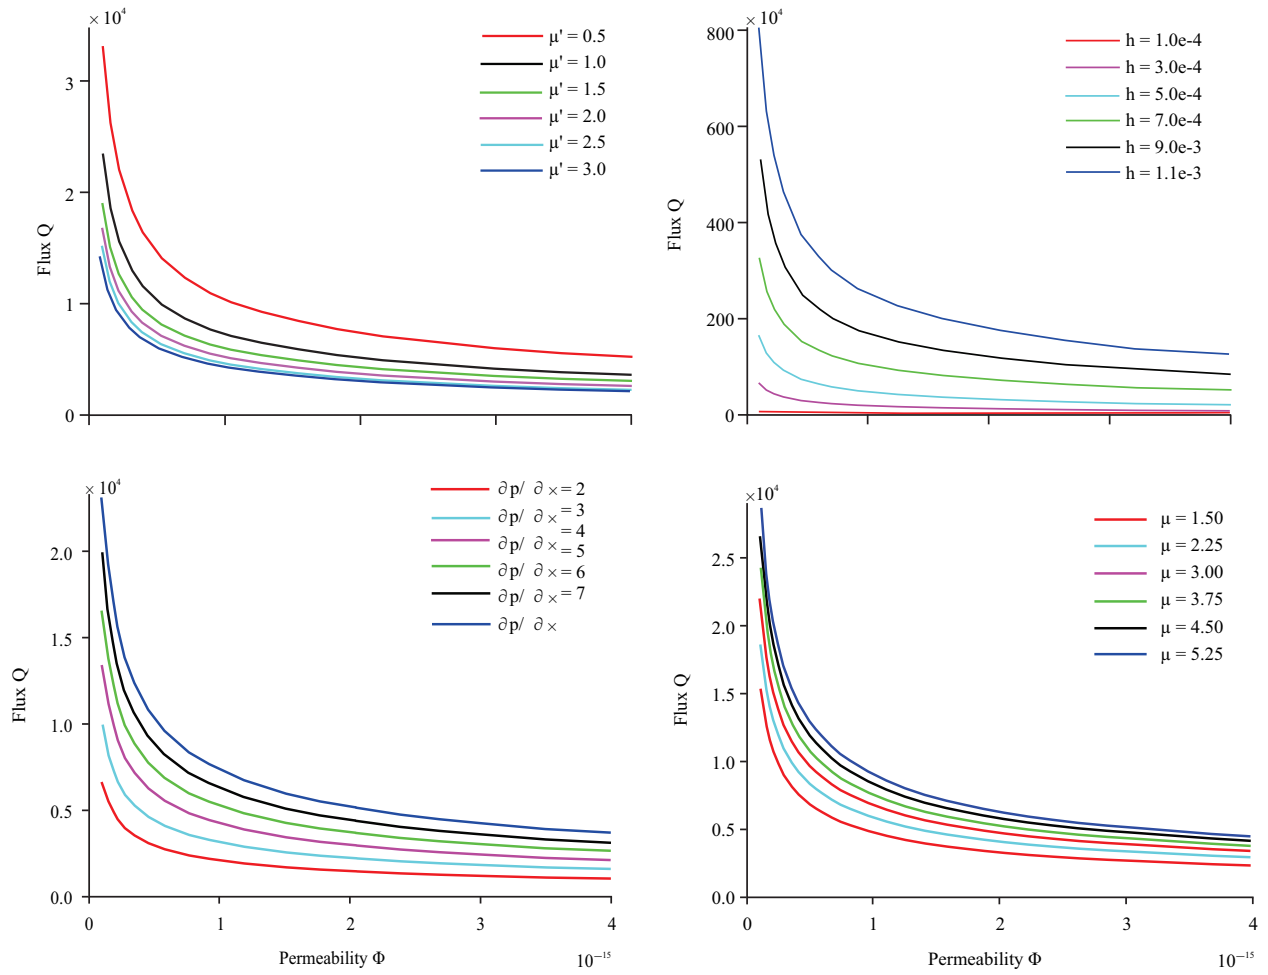 × 10⁴
3
2
1
0
Flux Q
μ' = 0.5
μ' = 1.0
μ' = 1.5
μ' = 2.0
μ' = 2.5
μ' = 3.0
× 10⁴
800
600
400
200
0
Flux Q
h = 1.0e-4
h = 3.0e-4
h = 5.0e-4
h = 7.0e-4
h = 9.0e-3
h = 1.1e-3
× 10⁴
2.0
1.5
1.0
0.5
0.0
Flux Q
∂p/ ∂× = 2
∂p/ ∂× = 3
∂p/ ∂× = 4
∂p/ ∂× = 5
∂p/ ∂× = 6
∂p/ ∂× = 7
0 1 2 3 4
Permeability Φ 10⁻¹⁵
×10⁴
2.5
2.0
1.5
1.0
0.5
0.0
Flux Q
μ = 1.50
μ = 2.25
μ = 3.00
μ = 3.75
μ = 4.50
μ = 5.25
0 1 2 3 4
Permeability Φ 10⁻¹⁵